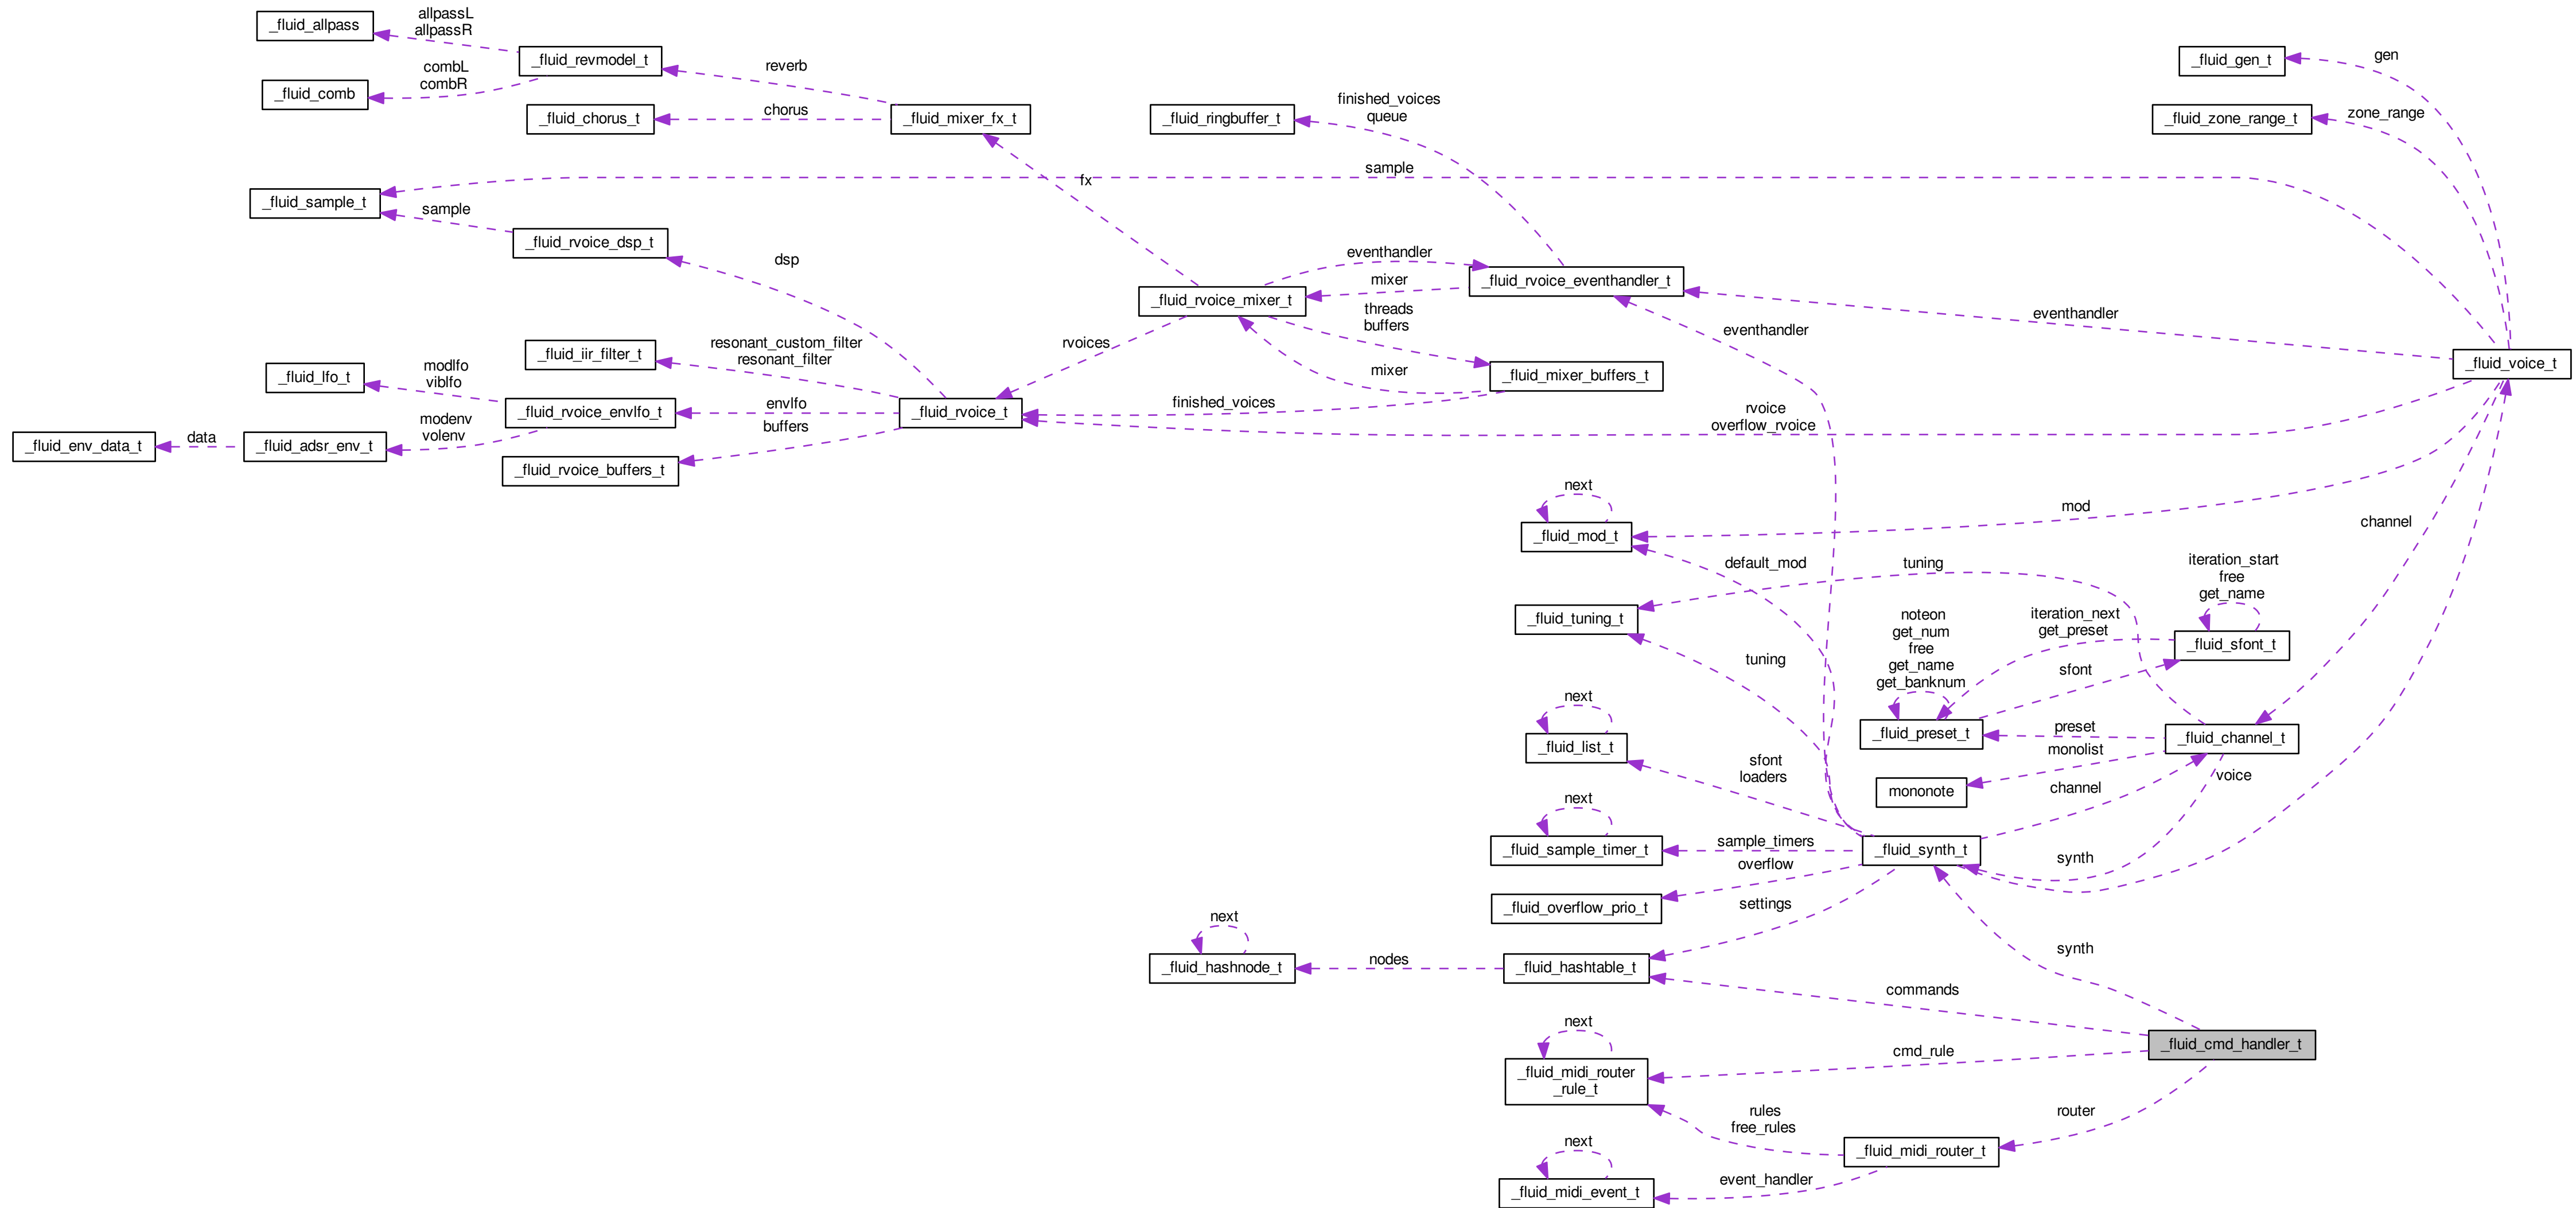 allpassL
allpassR
_fluid_allpass
_fluid_revmodel_t
combL
combR
_fluid_comb
reverb
chorus
_fluid_chorus_t
_fluid_mixer_fx_t
finished_voices
queue
_fluid_ringbuffer_t
gen
_fluid_gen_t
zone_range
_fluid_zone_range_t
sample
fx
_fluid_sample_t
sample
_fluid_rvoice_dsp_t
dsp
eventhandler
mixer
_fluid_rvoice_eventhandler_t
_fluid_rvoice_mixer_t
threads
buffers
eventhandler
eventhandler
rvoices
resonant_custom_filter
resonant_filter
_fluid_iir_filter_t
mixer
_fluid_mixer_buffers_t
_fluid_voice_t
modlfo
viblfo
_fluid_lfo_t
_fluid_rvoice_envlfo_t
envlfo
_fluid_rvoice_t
finished_voices
rvoice
overflow_rvoice
modenv
volenv
data
_fluid_env_data_t
_fluid_adsr_env_t
buffers
_fluid_rvoice_buffers_t
next
_fluid_mod_t
mod
channel
default_mod
tuning
iteration_start
free
get_name
_fluid_tuning_t
noteon
get_num
free
get_name
get_banknum
iteration_next
get_preset
_fluid_sfont_t
tuning
sfont
next
_fluid_list_t
_fluid_preset_t
preset
monolist
_fluid_channel_t
sfont
loaders
mononote
channel
voice
next
_fluid_sample_timer_t
sample_timers
overflow
_fluid_synth_t
synth
_fluid_overflow_prio_t
settings
next
_fluid_hashnode_t
nodes
_fluid_hashtable_t
synth
commands
next
_fluid_midi_router
_rule_t
cmd_rule
_fluid_cmd_handler_t
rules
free_rules
router
next
_fluid_midi_router_t
_fluid_midi_event_t
event_handler